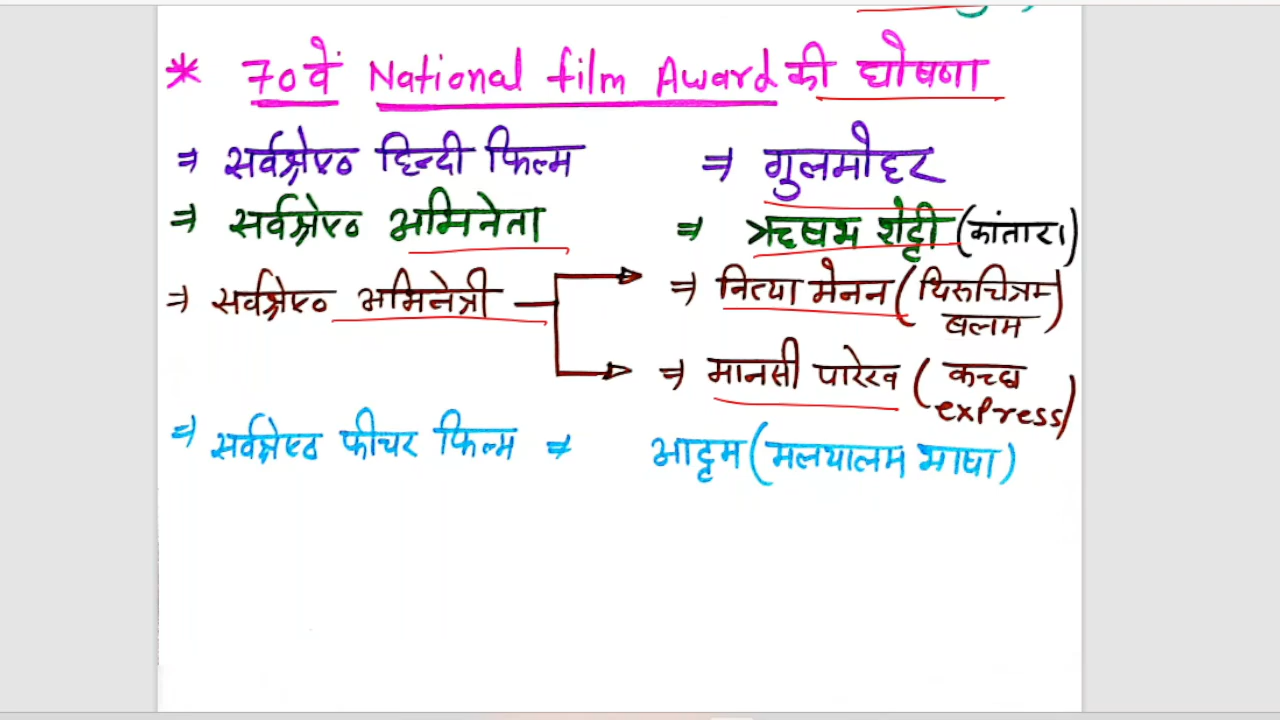 * 70वें National film Award की घोषणा
⇒ सर्वश्रेष्ठ हिन्दी फिल्म ⇒ गुलमोहर
⇒ सर्वश्रेष्ठ अभिनेता ⇒ ऋषभ शेट्टी (कांतारा)
⇒ सर्वश्रेष्ठ अभिनेत्री ⇒ नित्या मेनन (थिरुचित्रम
बलम)
⇒ मानसी पारेख (कच्छ
express)
⇒ सर्वश्रेष्ठ फीचर फिल्म ⇒ आट्टम (मलयालम भाषा)